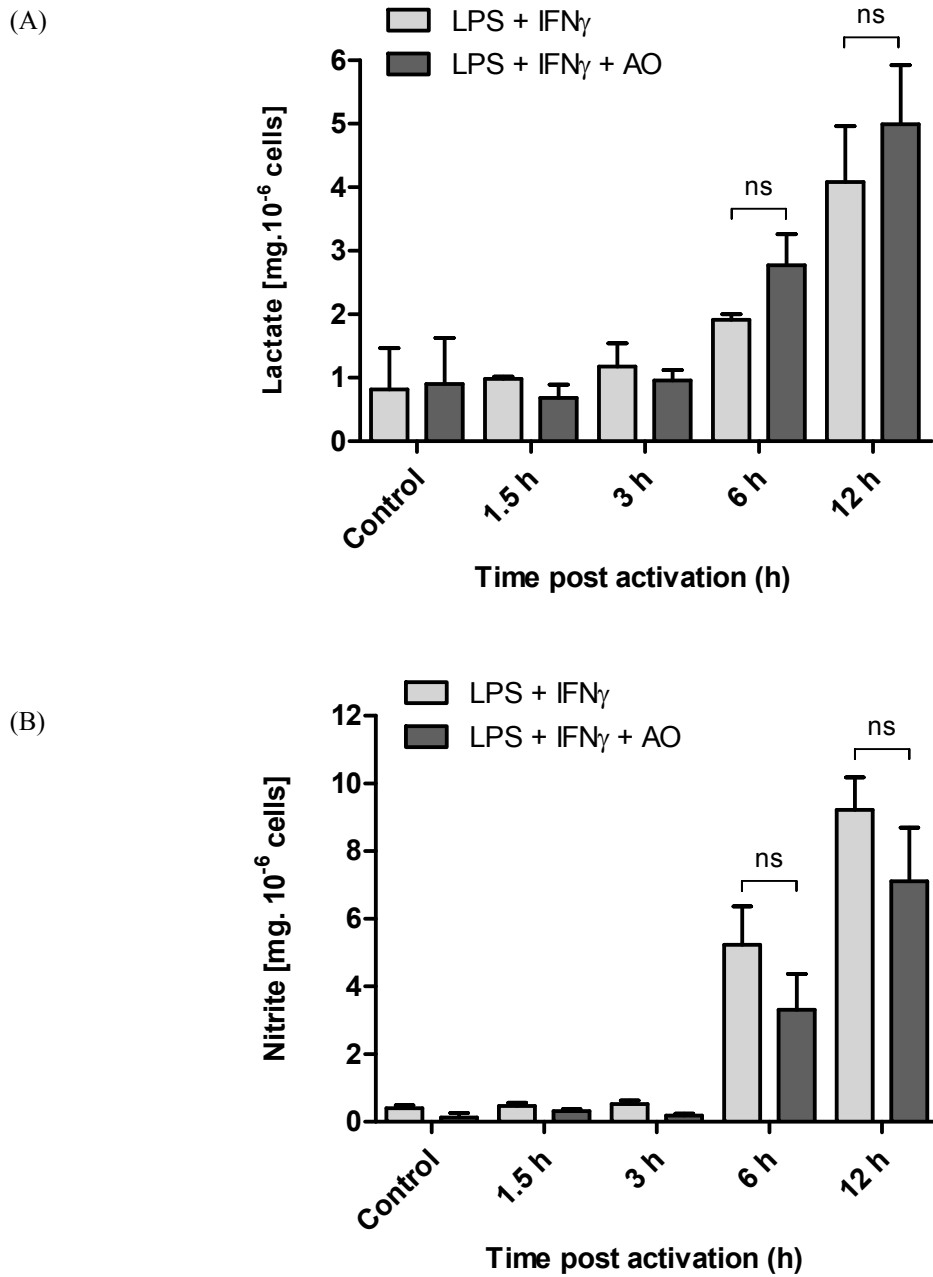 (A)
LPS + IFNγ
LPS + IFNγ + AO
ns
ns
6
5
4
3
2
1
0
Lactate [mg.10⁻⁶ cells]
Control
1.5 h
3 h
6 h
12 h
Time post activation (h)
(B)
LPS + IFNγ
LPS + IFNγ + AO
ns
ns
12
10
8
6
4
2
0
Nitrite [mg. 10⁻⁶ cells]
Control
1.5 h
3 h
6 h
12 h
Time post activation (h)